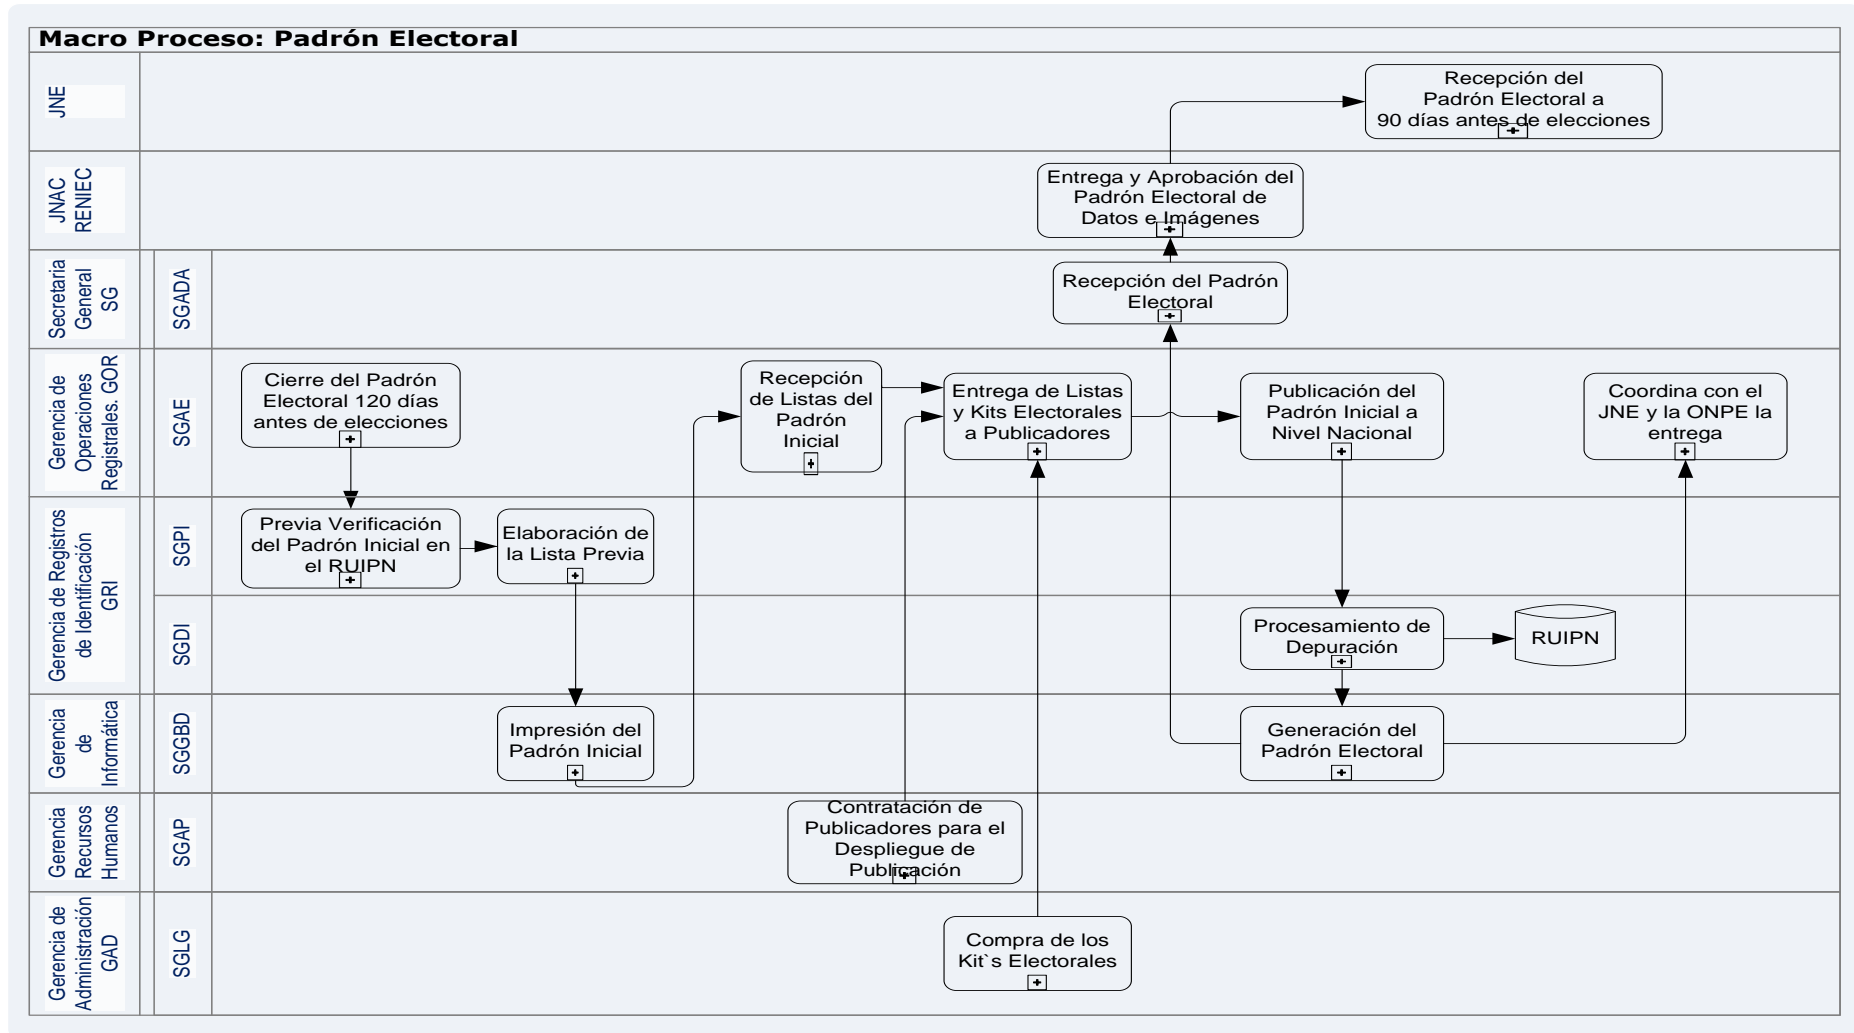 Macro Proceso: Padrón Electoral
JNE
Recepción del
Padrón Electoral a
90 días antes de elecciones
JNAC
RENIEC
Entrega y Aprobación del
Padrón Electoral de
Datos e Imágenes
Secretaria
General
SG
SGADA
Recepción del Padrón
Electoral
Gerencia de
Operaciones
Registrales. GOR
SGAE
Cierre del Padrón
Electoral 120 días
antes de elecciones
Recepción
de Listas del
Padrón
Inicial
Entrega de Listas
y Kits Electorales
a Publicadores
Publicación del
Padrón Inicial a
Nivel Nacional
Coordina con el
JNE y la ONPE la
entrega
Gerencia de Registros
de Identificación
GRI
SGPI
Previa Verificación
del Padrón Inicial en
el RUIPN
Elaboración de
la Lista Previa
SGDI
Procesamiento de
Depuración
RUIPN
Gerencia
de
Informática
SGGBD
Impresión del
Padrón Inicial
Generación del
Padrón Electoral
Gerencia
Recursos
Humanos
SGAP
Contratación de
Publicadores para el
Despliegue de
Publicación
Gerencia de
Administración
GAD
SGLG
Compra de los
Kit`s Electorales